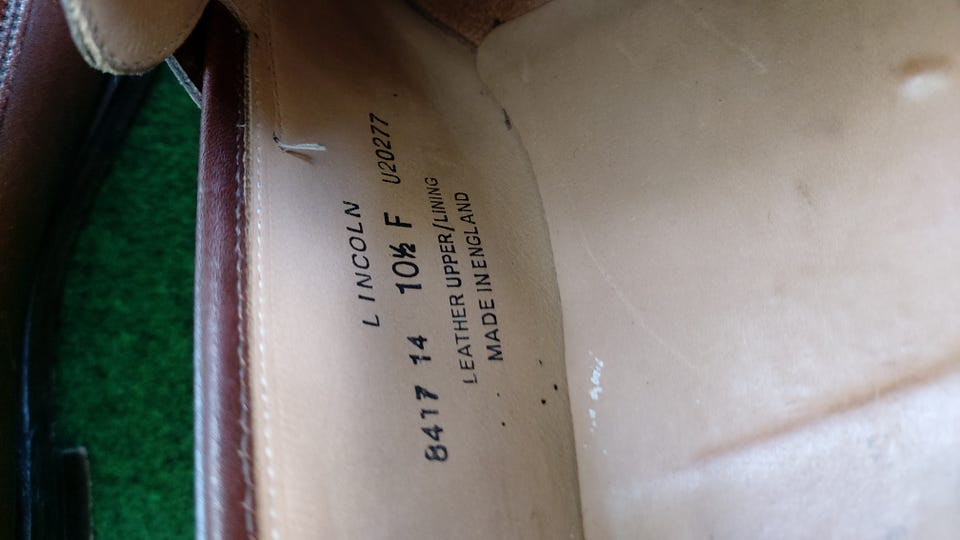 LINCOLN
8417 14 10½ F U20277
LEATHER UPPER/LINING
MADE IN ENGLAND